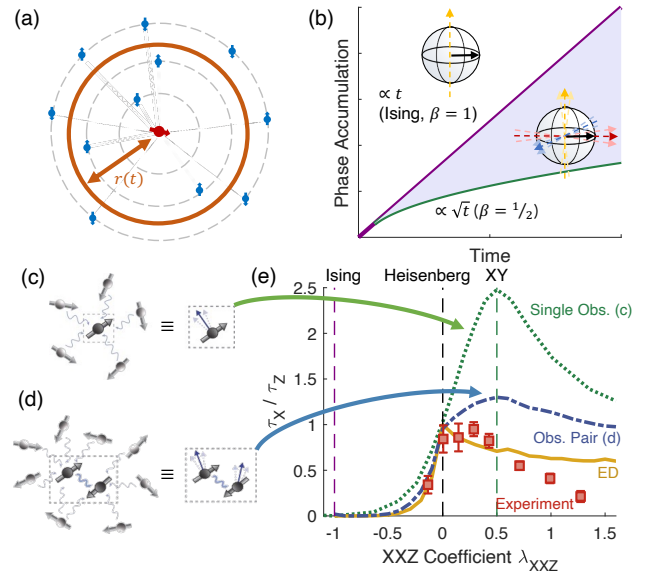 (a)
r(t)
(b)
Phase Accumulation
∝ t
(Ising, β = 1)
∝ √t (β = 1/2)
Time
(c)
≡
(d)
≡
(e)
Ising Heisenberg XY
τX / τZ
2.5
2
1.5
1
0.5
0
Single Obs. (c)
Obs. Pair (d)
ED
Experiment
-1 -0.5 0 0.5 1 1.5
XXZ Coefficient λXXZ